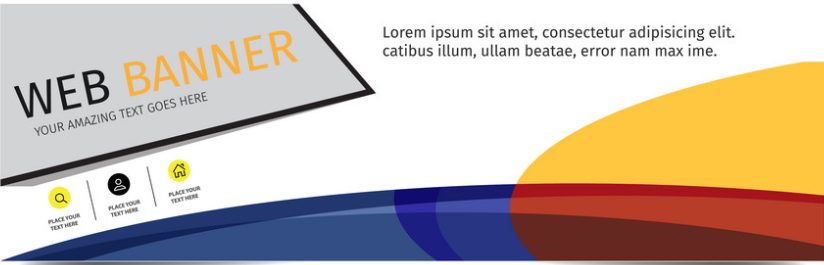 WEB BANNER
YOUR AMAZING TEXT GOES HERE
Lorem ipsum sit amet, consectetur adipisicing elit.
catibus illum, ullam beatae, error nam max ime.
PLACE YOUR
TEXT HERE
PLACE YOUR
TEXT HERE
PLACE YOUR
TEXT HERE